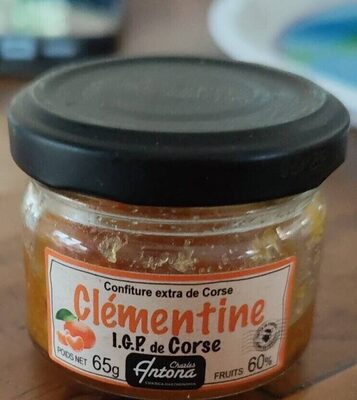 Confiture extra de Corse
Clémentine
I.G.P. de Corse
POIDS NET 65g
Charles
Antona
FRUITS 60%